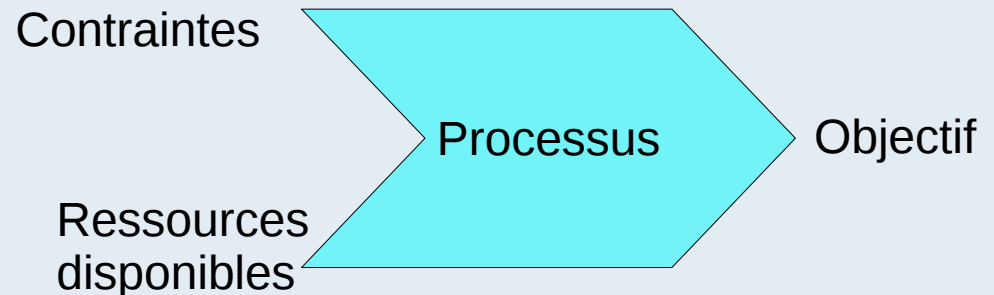 Contraintes
Processus
Objectif
Ressources
disponibles